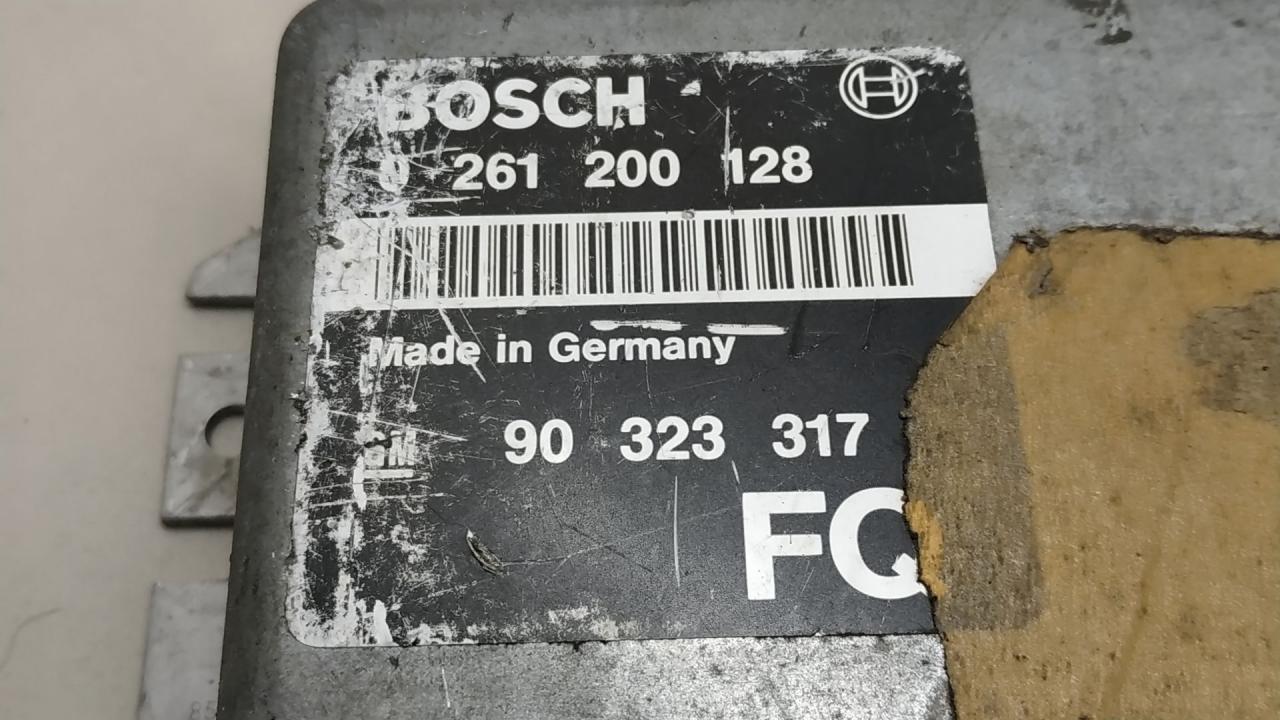 BOSCH
0 261 200 128
Made in Germany
GM 90 323 317
FQ